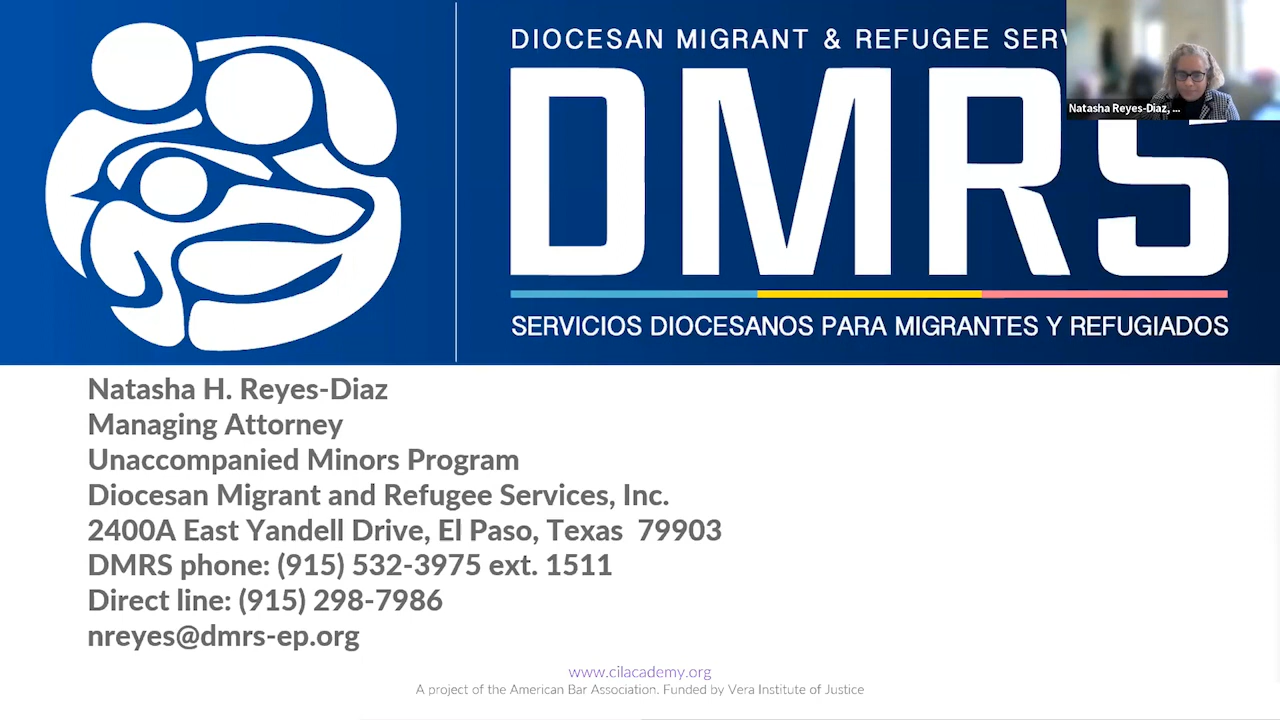 DIOCESAN MIGRANT & REFUGEE
DMRS
Natasha Reyes-Diaz, ...
SERVICIOS DIOCESANOS PARA MIGRANTES Y REFUGIADOS
Natasha H. Reyes-Diaz
Managing Attorney
Unaccompanied Minors Program
Diocesan Migrant and Refugee Services, Inc.
2400A East Yandell Drive, El Paso, Texas 79903
DMRS phone: (915) 532-3975 ext. 1511
Direct line: (915) 298-7986
nreyes@dmrs-ep.org
www.cilacademy.org
A project of the American Bar Association. Funded by Vera Institute of Justice